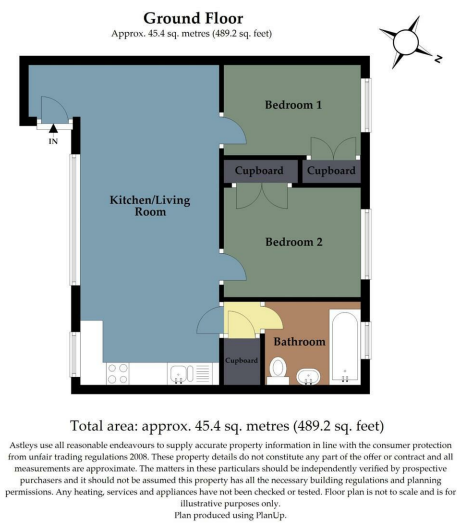 Ground Floor
Approx. 45.4 sq. metres (489.2 sq. feet)
N
Bedroom 1
IN
Cupboard
Cupboard
Kitchen/Living
Room
Bedroom 2
Bathroom
Cupboard
Total area: approx. 45.4 sq. metres (489.2 sq. feet)
Astleys use all reasonable endeavours to supply accurate property information in line with the consumer protection
from unfair trading regulations 2008. These property details do not constitute any part of the offer or contract and all
measurements are approximate. The matters in these particulars should be independently verified by prospective
purchasers and it should not be assumed this property has all the necessary building regulations and planning
permissions. Any heating, services and appliances have not been checked or tested. Floor plan is not to scale and is for
illustrative purposes only.
Plan produced using PlanUp.